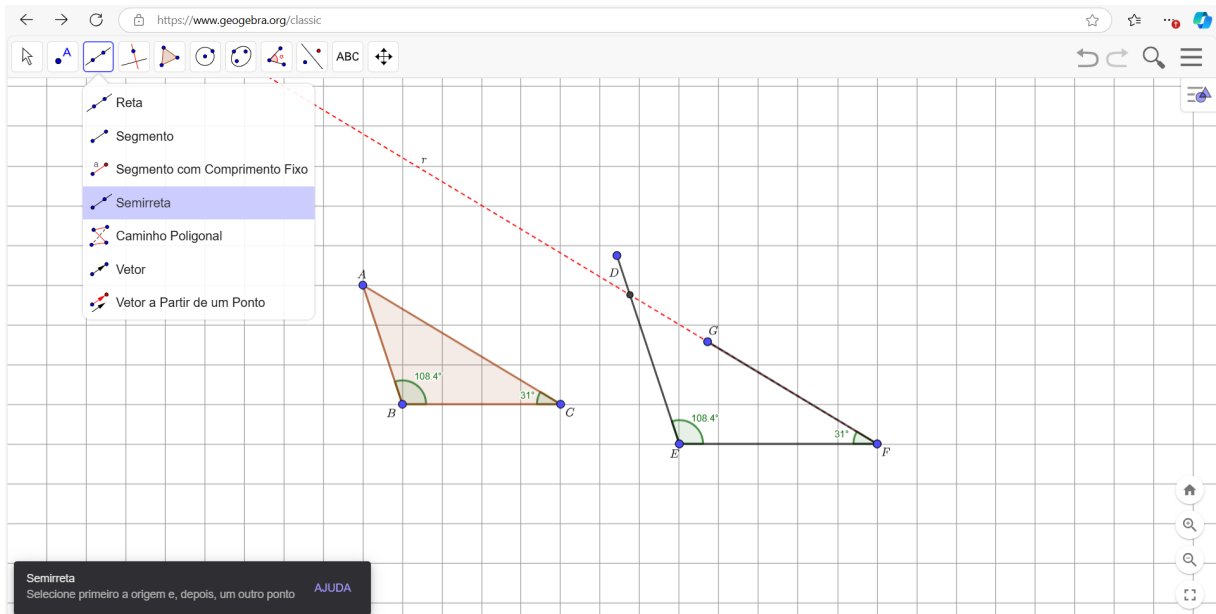 https://www.geogebra.org/classic
A
ABC
Reta
Segmento
a
Segmento com Comprimento Fixo
Semirreta
Caminho Poligonal
Vetor
Vetor a Partir de um Ponto
r
D
A
G
108.4°
31°
B
C
108.4°
31°
E
F
Semirreta
Selecione primeiro a origem e, depois, um outro ponto
AJUDA